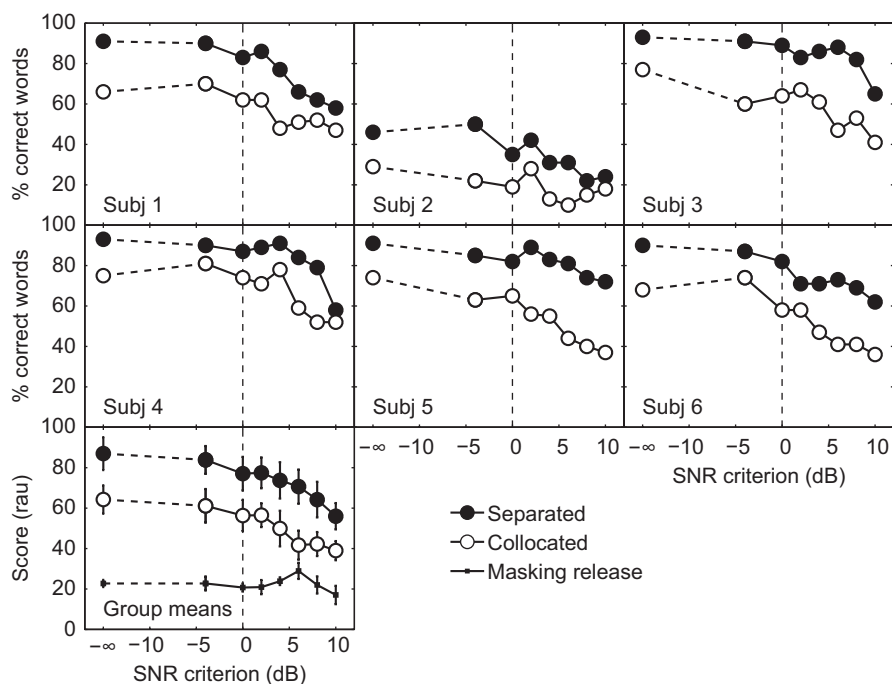 100
80
60
40
20
% correct words
Subj 1
Subj 2
Subj 3
100
80
60
40
20
% correct words
Subj 4
Subj 5
Subj 6
100
80
60
40
20
0
Score (rau)
Group means
−∞ −10 −5 0 5 10
SNR criterion (dB)
−∞ −10 −5 0 5 10
−∞ −10 −5 0 5 10
SNR criterion (dB)
Separated
Collocated
Masking release